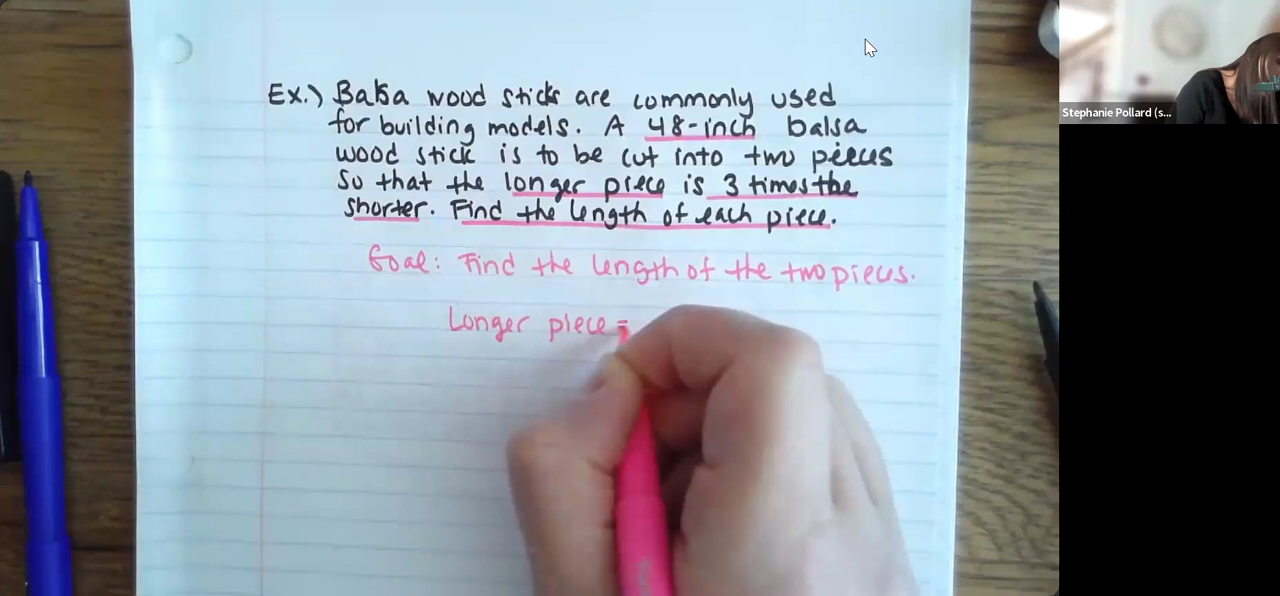 Ex.) Balsa wood sticks are commonly used
for building models. A 48-inch balsa
wood stick is to be cut into two pieces
so that the longer piece is 3 times the
shorter. Find the length of each piece.
Goal: Find the length of the two pieces.
Longer piece =
Stephanie Pollard (s...